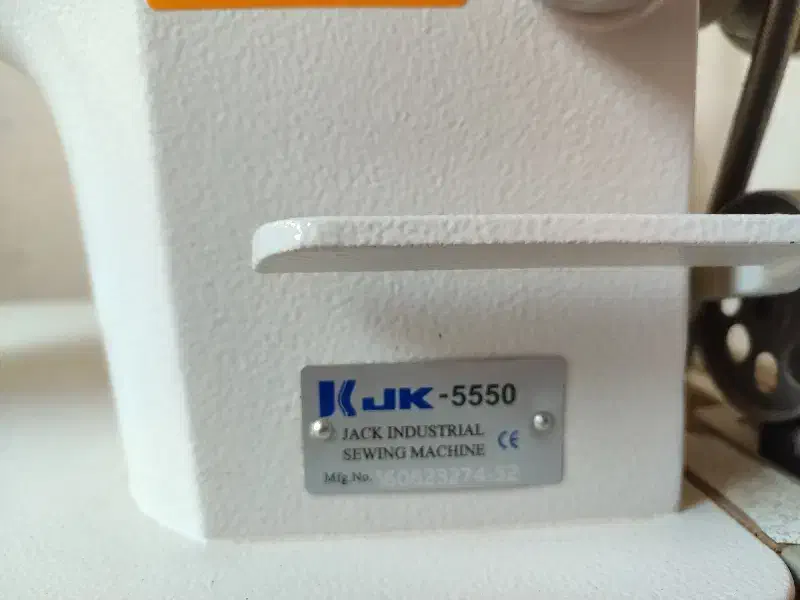 JK-5550
JACK INDUSTRIAL
SEWING MACHINE CE
Mfg.No.